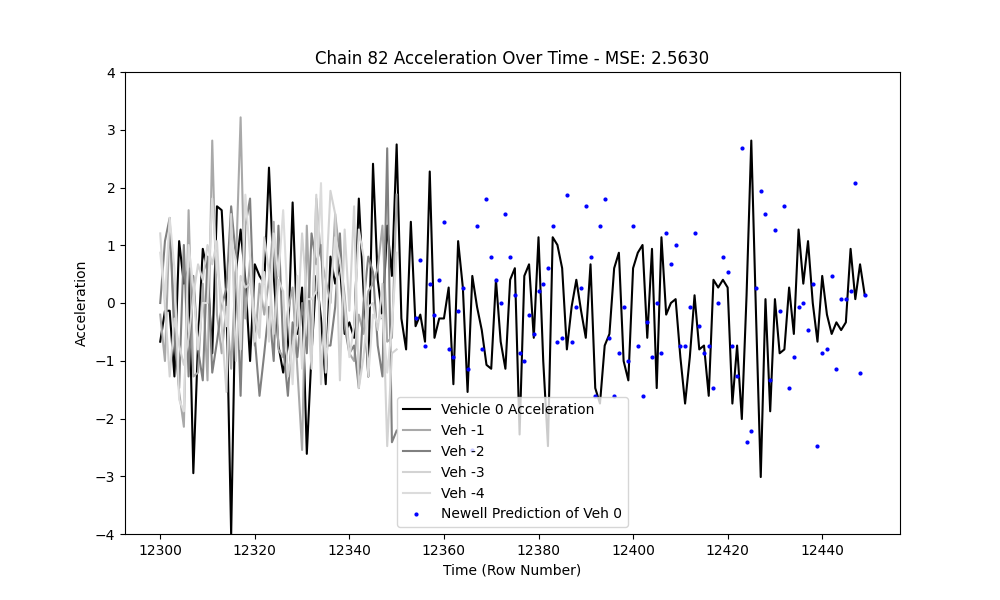 Chain 82 Acceleration Over Time - MSE: 2.5630
4
3
2
1
0
−1
−2
−3
−4
Acceleration
Vehicle 0 Acceleration
Veh -1
Veh -2
Veh -3
Veh -4
Newell Prediction of Veh 0
12300 12320 12340 12360 12380 12400 12420 12440
Time (Row Number)